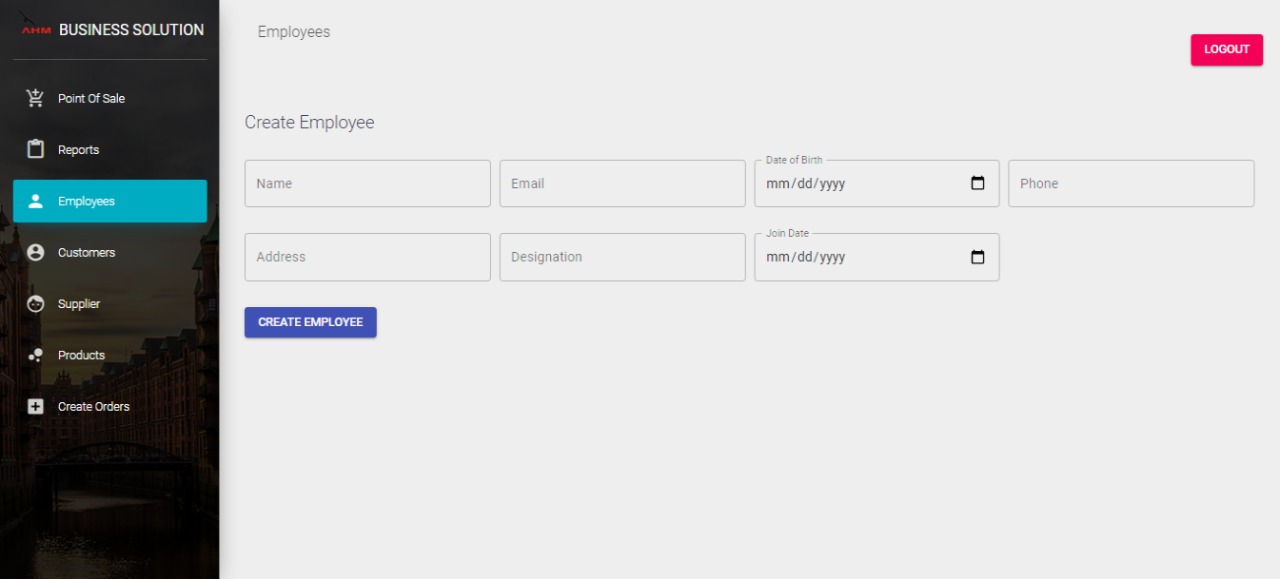 AHM BUSINESS SOLUTION
Point Of Sale
Reports
Employees
Customers
Supplier
Products
Create Orders
Employees
LOGOUT
Create Employee
Name
Email
Date of Birth
mm/dd/yyyy
Phone
Address
Designation
Join Date
mm/dd/yyyy
CREATE EMPLOYEE